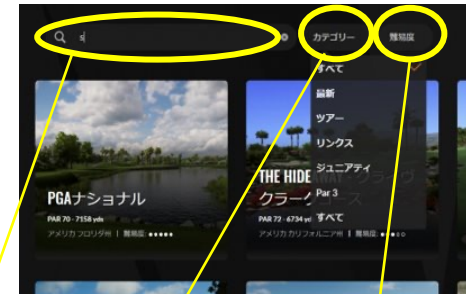 s
カテゴリー
難易度
すべて
最新
ツアー
リンクス
ジュニアティ
Par 3
すべて
PGAナショナル
PAR 70 - 7158 yds
アメリカ フロリダ州 | 難易度: ●●●●●
THE HIDE
クラーク
PAR 72 - 6734 yd
アメリカ カリフォルニア州 | 難易度: